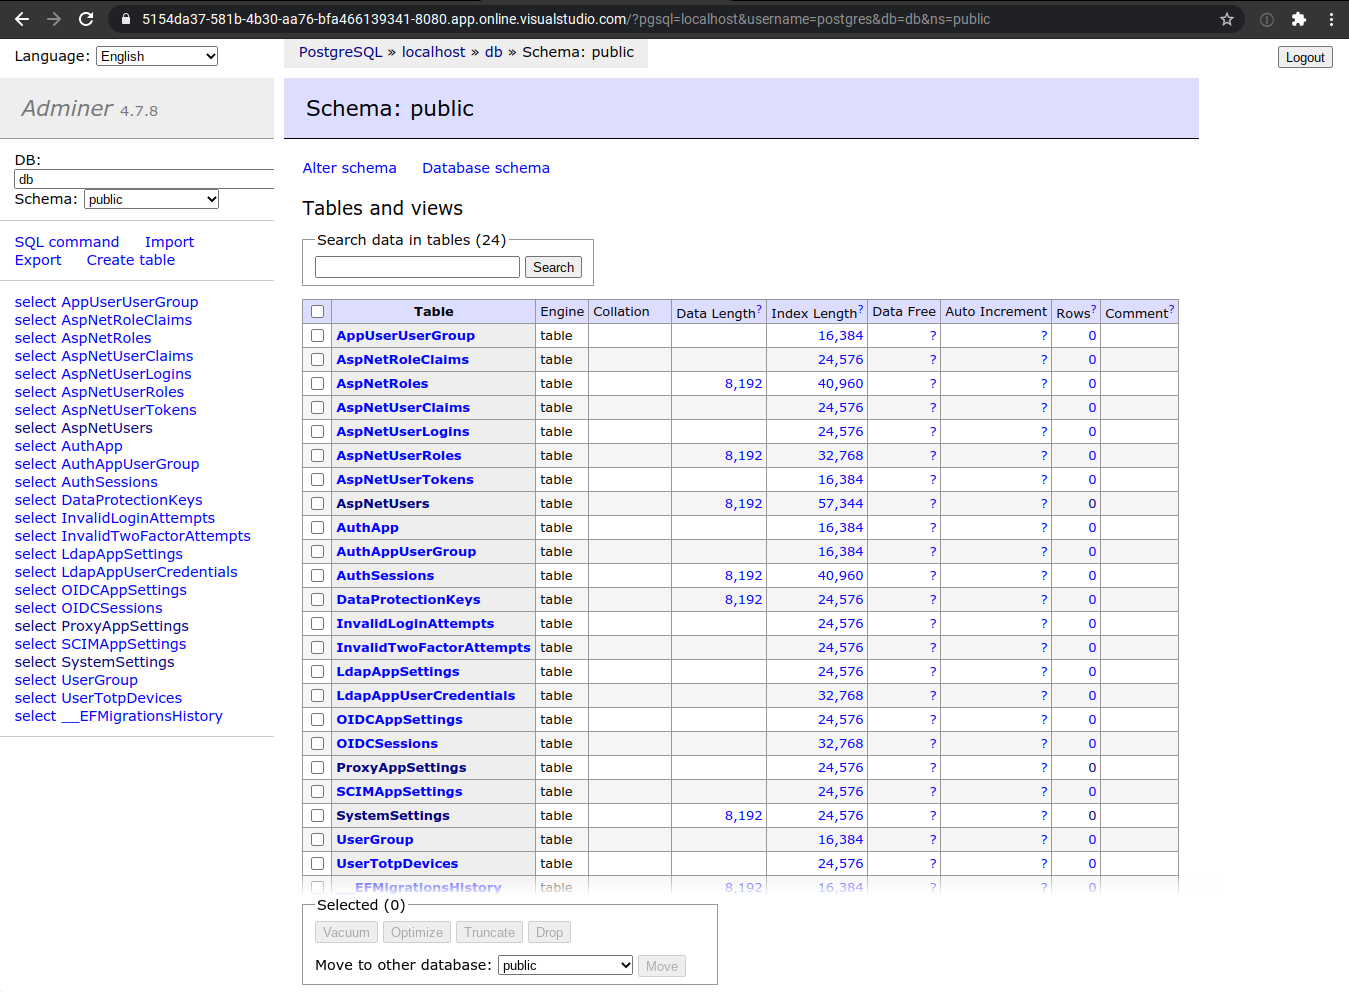 5154da37-581b-4b30-aa76-bfa466139341-8080.app.online.visualstudio.com/?pgsql=localhost&username=postgres&db=db&ns=public
Language: English
PostgreSQL » localhost » db » Schema: public
Logout
Adminer 4.7.8
Schema: public
DB:
db
Schema: public
SQL command Import
Export Create table
select AppUserUserGroup
select AspNetRoleClaims
select AspNetRoles
select AspNetUserClaims
select AspNetUserLogins
select AspNetUserRoles
select AspNetUserTokens
select AspNetUsers
select AuthApp
select AuthAppUserGroup
select AuthSessions
select DataProtectionKeys
select InvalidLoginAttempts
select InvalidTwoFactorAttempts
select LdapAppSettings
select LdapAppUserCredentials
select OIDCAppSettings
select OIDCSessions
select ProxyAppSettings
select SCIMAppSettings
select SystemSettings
select UserGroup
select UserTotpDevices
select __EFMigrationsHistory
Alter schema Database schema
Tables and views
Search data in tables (24)
Search
Table Engine Collation Data Length? Index Length? Data Free Auto Increment Rows? Comment?
AppUserUserGroup table 16,384 ? ? 0
AspNetRoleClaims table 24,576 ? ? 0
AspNetRoles table 8,192 40,960 ? ? 0
AspNetUserClaims table 24,576 ? ? 0
AspNetUserLogins table 24,576 ? ? 0
AspNetUserRoles table 8,192 32,768 ? ? 0
AspNetUserTokens table 16,384 ? ? 0
AspNetUsers table 8,192 57,344 ? ? 0
AuthApp table 16,384 ? ? 0
AuthAppUserGroup table 16,384 ? ? 0
AuthSessions table 8,192 40,960 ? ? 0
DataProtectionKeys table 8,192 24,576 ? ? 0
InvalidLoginAttempts table 24,576 ? ? 0
InvalidTwoFactorAttempts table 24,576 ? ? 0
LdapAppSettings table 24,576 ? ? 0
LdapAppUserCredentials table 32,768 ? ? 0
OIDCAppSettings table 24,576 ? ? 0
OIDCSessions table 32,768 ? ? 0
ProxyAppSettings table 24,576 ? ? 0
SCIMAppSettings table 24,576 ? ? 0
SystemSettings table 8,192 24,576 ? ? 0
UserGroup table 16,384 ? ? 0
UserTotpDevices table 24,576 ? ? 0
__EFMigrationsHistory table 8,192 16,384 ? ? 0
Selected (0)
Vacuum Optimize Truncate Drop
Move to other database: public Move